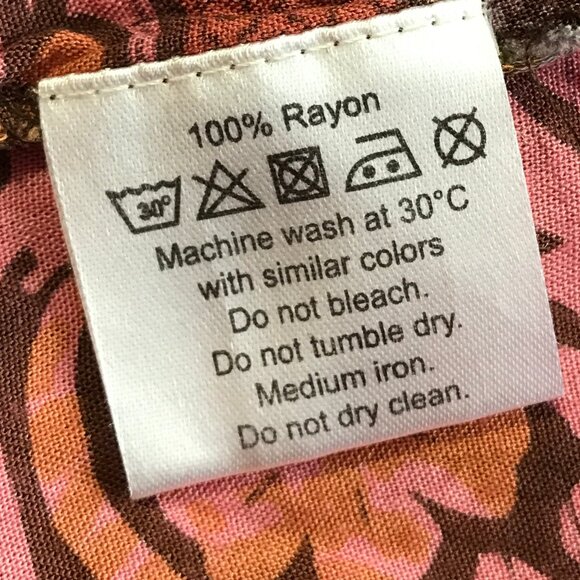 100% Rayon
30°
Machine wash at 30°C
with similar colors
Do not bleach.
Do not tumble dry.
Medium iron.
Do not dry clean.